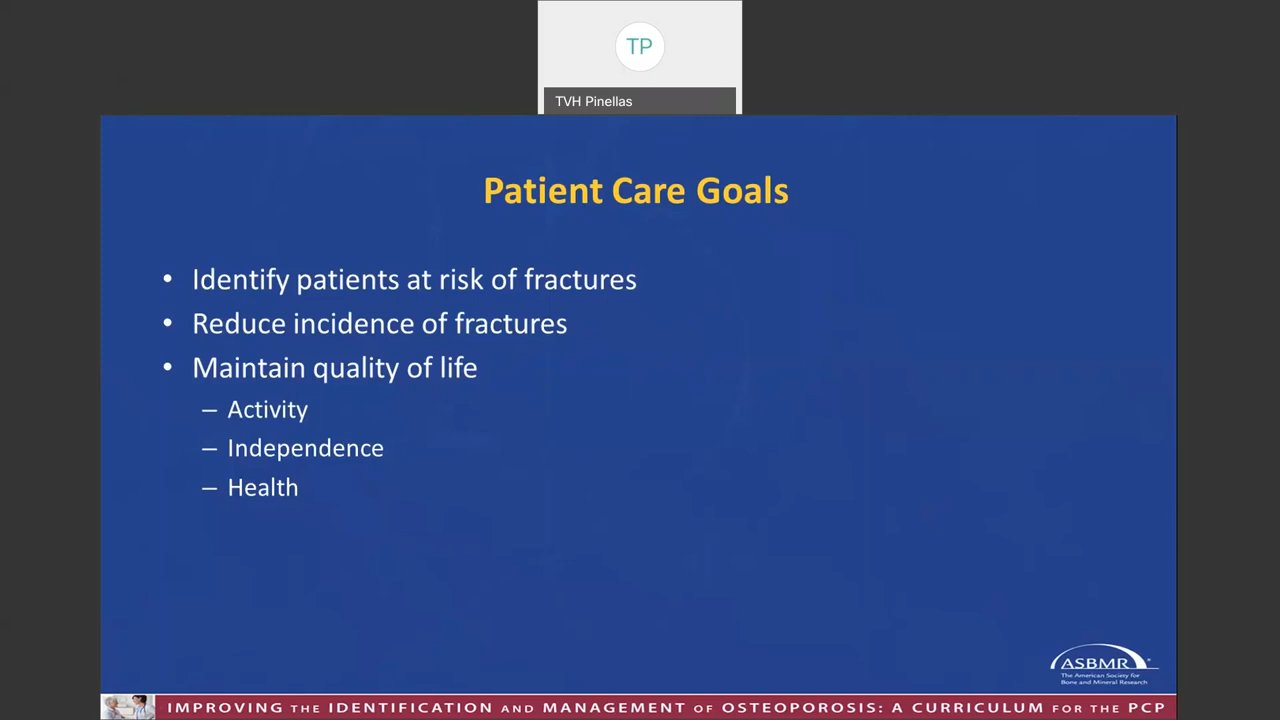 TP
TVH Pinellas
Patient Care Goals
• Identify patients at risk of fractures
• Reduce incidence of fractures
• Maintain quality of life
– Activity
– Independence
– Health
ASBMR
The American Society for
Bone and Mineral Research
IMPROVING THE IDENTIFICATION AND MANAGEMENT OF OSTEOPOROSIS: A CURRICULUM FOR THE PCP